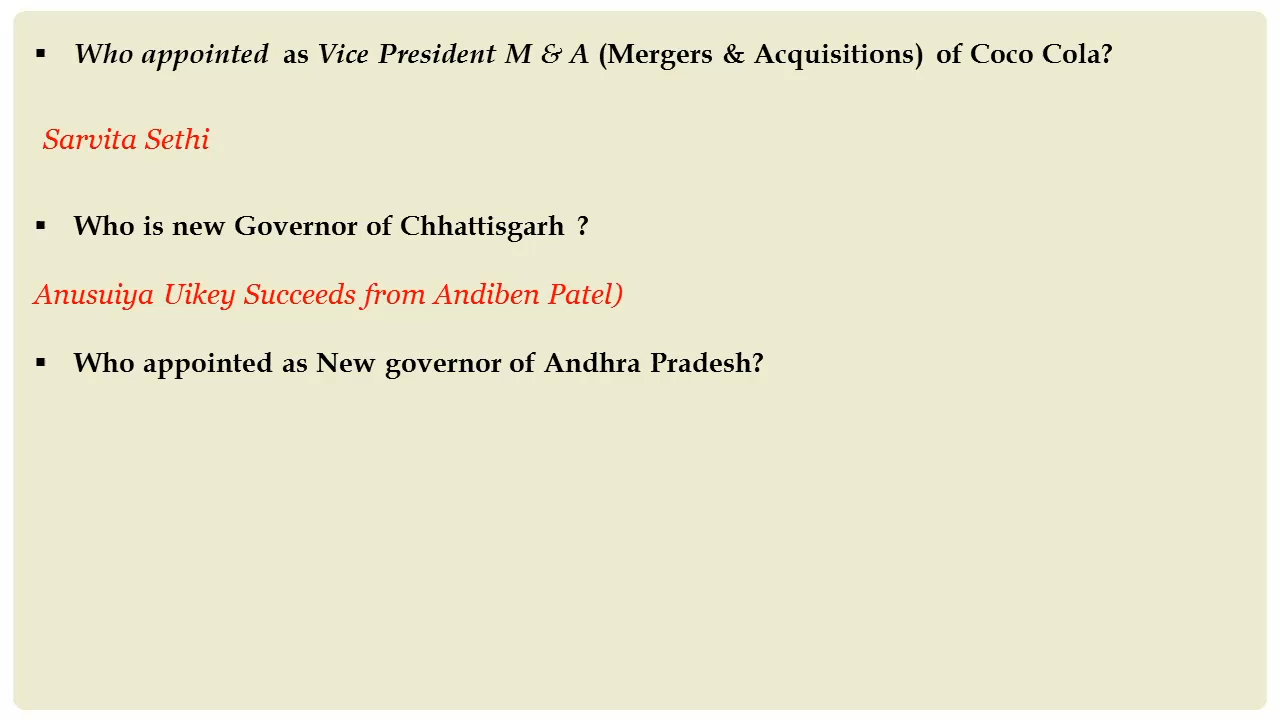 ▪ Who appointed as Vice President M & A (Mergers & Acquisitions) of Coco Cola?
Sarvita Sethi
▪ Who is new Governor of Chhattisgarh ?
Anusuiya Uikey Succeeds from Andiben Patel)
▪ Who appointed as New governor of Andhra Pradesh?